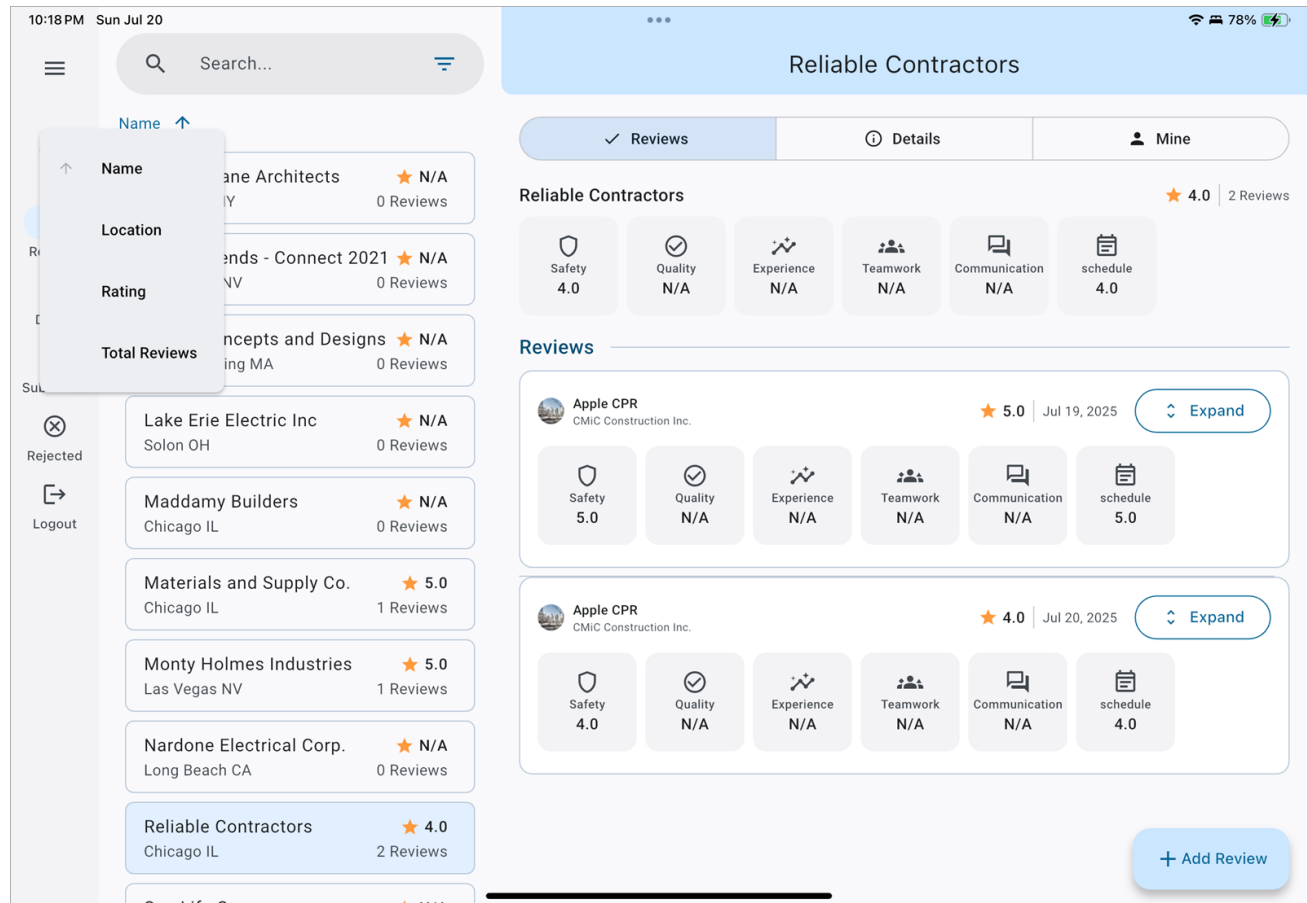 10:18 PM Sun Jul 20
78%
Search...
Reliable Contractors
Name
Name
Location
Rating
Total Reviews
Rejected
Logout
Architects N/A
0 Reviews
- Connect 2021 N/A
NV 0 Reviews
and Designs N/A
MA 0 Reviews
Lake Erie Electric Inc N/A
Solon OH 0 Reviews
Maddamy Builders N/A
Chicago IL 0 Reviews
Materials and Supply Co. 5.0
Chicago IL 1 Reviews
Monty Holmes Industries 5.0
Las Vegas NV 1 Reviews
Nardone Electrical Corp. N/A
Long Beach CA 0 Reviews
Reliable Contractors 4.0
Chicago IL 2 Reviews
Reviews Details Mine
Reliable Contractors 4.0 2 Reviews
Safety Quality Experience Teamwork Communication schedule
4.0 N/A N/A N/A N/A 4.0
Reviews
Apple CPR
CMiC Construction Inc.
5.0 Jul 19, 2025 Expand
Safety Quality Experience Teamwork Communication schedule
5.0 N/A N/A N/A N/A 5.0
Apple CPR
CMiC Construction Inc.
4.0 Jul 20, 2025 Expand
Safety Quality Experience Teamwork Communication schedule
4.0 N/A N/A N/A N/A 4.0
+ Add Review